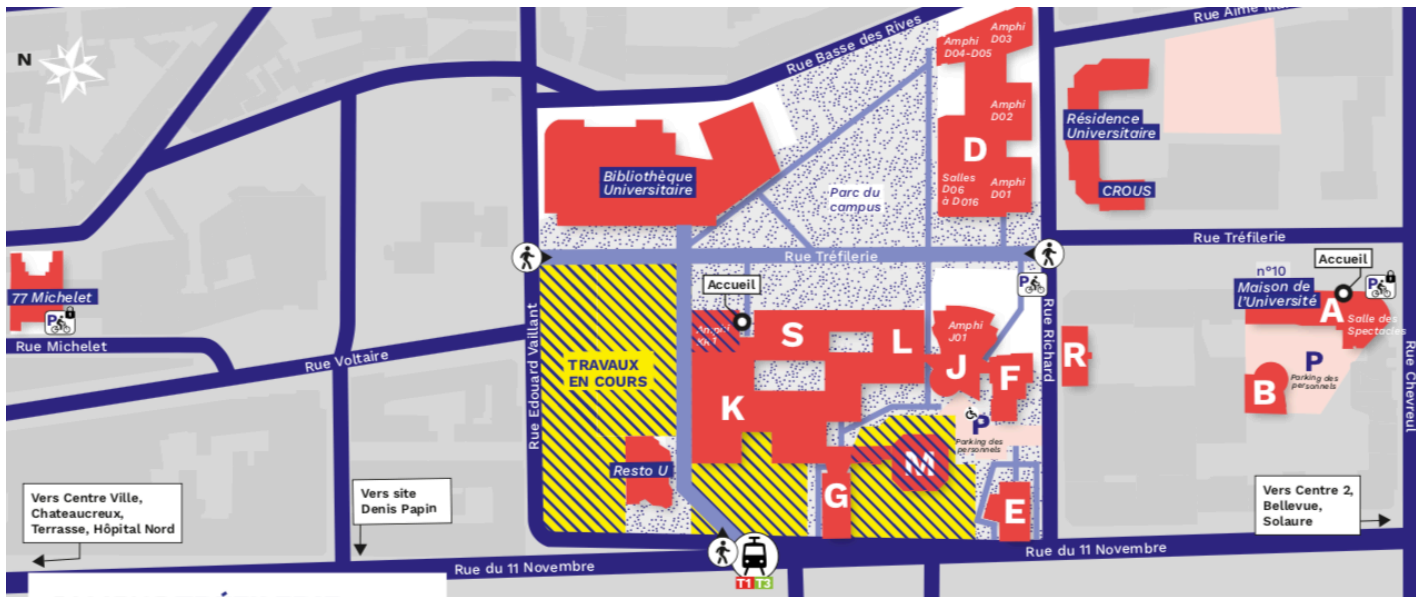 N
Rue Basse des Rives
Amphi
D03
Amphi
D04-D05
Amphi
D02
D
Salles
D06
à D016
Amphi
D01
Résidence
Universitaire
CROUS
Bibliothèque
Universitaire
Parc du
campus
Rue Tréfilerie
Rue Tréfilerie
77 Michelet
P
Rue Michelet
Rue Voltaire
Rue Edouard Vaillant
TRAVAUX
EN COURS
Accueil
Amphi
S
L
Amphi
J01
J
F
K
P
Rue Richard
R
P
Parking des
personnels
n°10
Maison de
l'Université
Accueil
P
A
Salle des
Spectacles
P
Parking des
personnels
B
Rue Chevreul
Resto U
M
G
E
Vers Centre Ville,
Chateaucreux,
Terrasse, Hôpital Nord
Vers site
Denis Papin
Vers Centre 2,
Bellevue,
Solaure
Rue du 11 Novembre
Rue du 11 Novembre
T1 T3